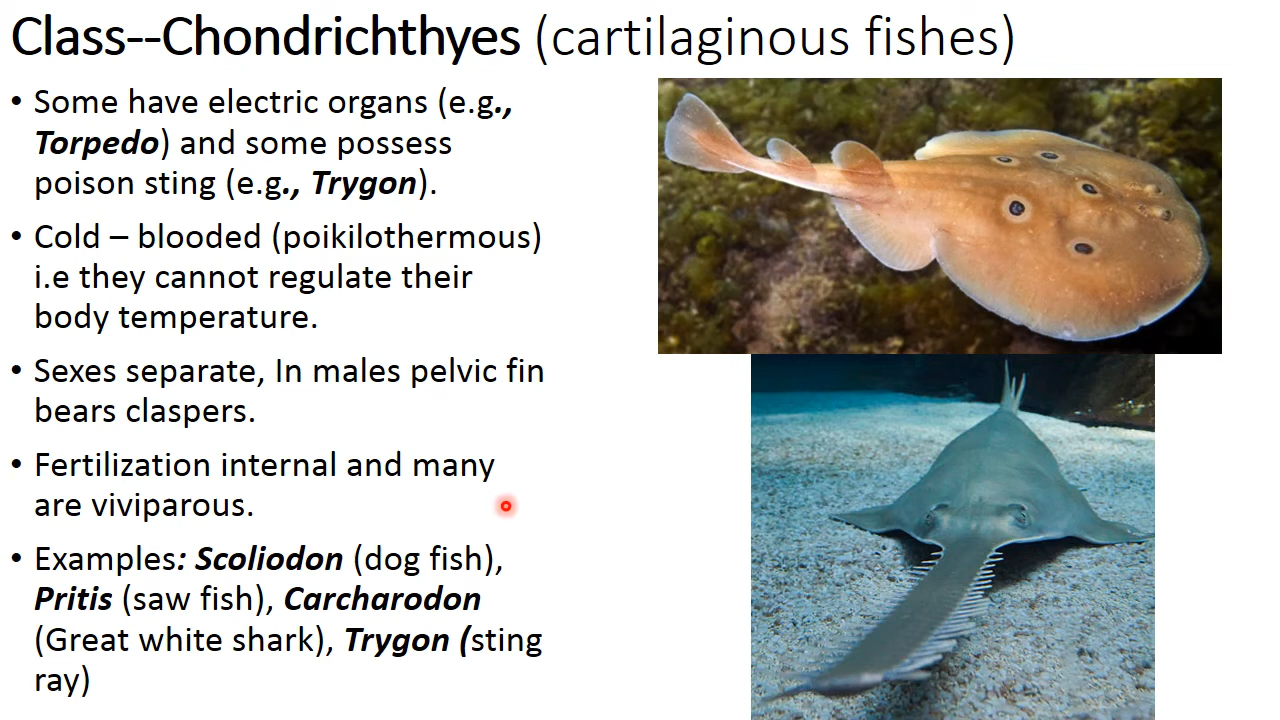 Class--Chondrichthyes (cartilaginous fishes)
• Some have electric organs (e.g.,
Torpedo) and some possess
poison sting (e.g., Trygon).
• Cold – blooded (poikilothermous)
i.e they cannot regulate their
body temperature.
• Sexes separate, In males pelvic fin
bears claspers.
• Fertilization internal and many
are viviparous.
• Examples: Scoliodon (dog fish),
Pritis (saw fish), Carcharodon
(Great white shark), Trygon (sting
ray)